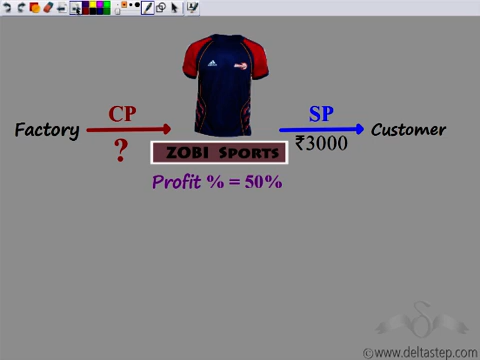 CP
SP
Factory
Customer
?
₹3000
ZOBI SPORTS
Profit % = 50%
©www.deltastep.com